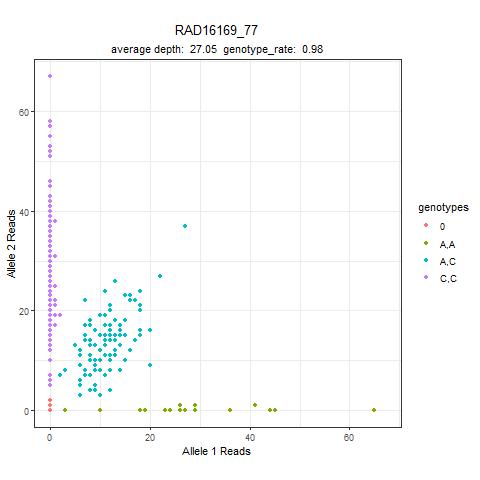 RAD16169_77
average depth: 27.05 genotype_rate: 0.98
60
40
20
0
0 20 40 60
Allele 1 Reads
Allele 2 Reads
genotypes
0
A,A
A,C
C,C